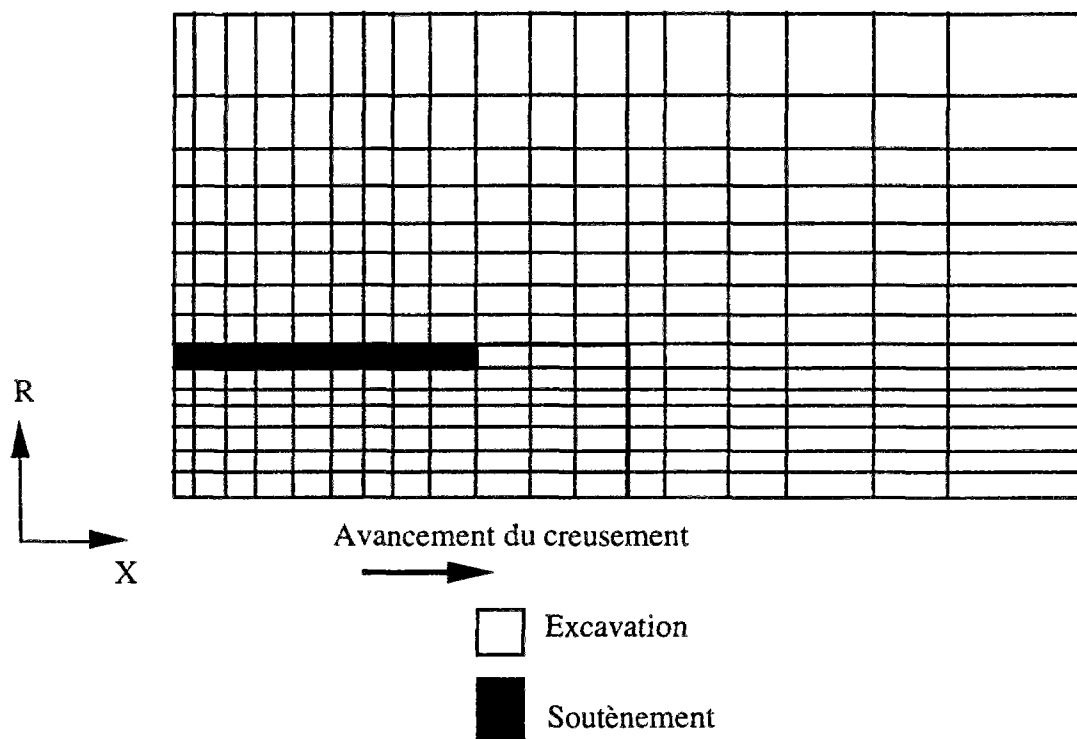 R
X
Avancement du creusement
Excavation
Soutènement